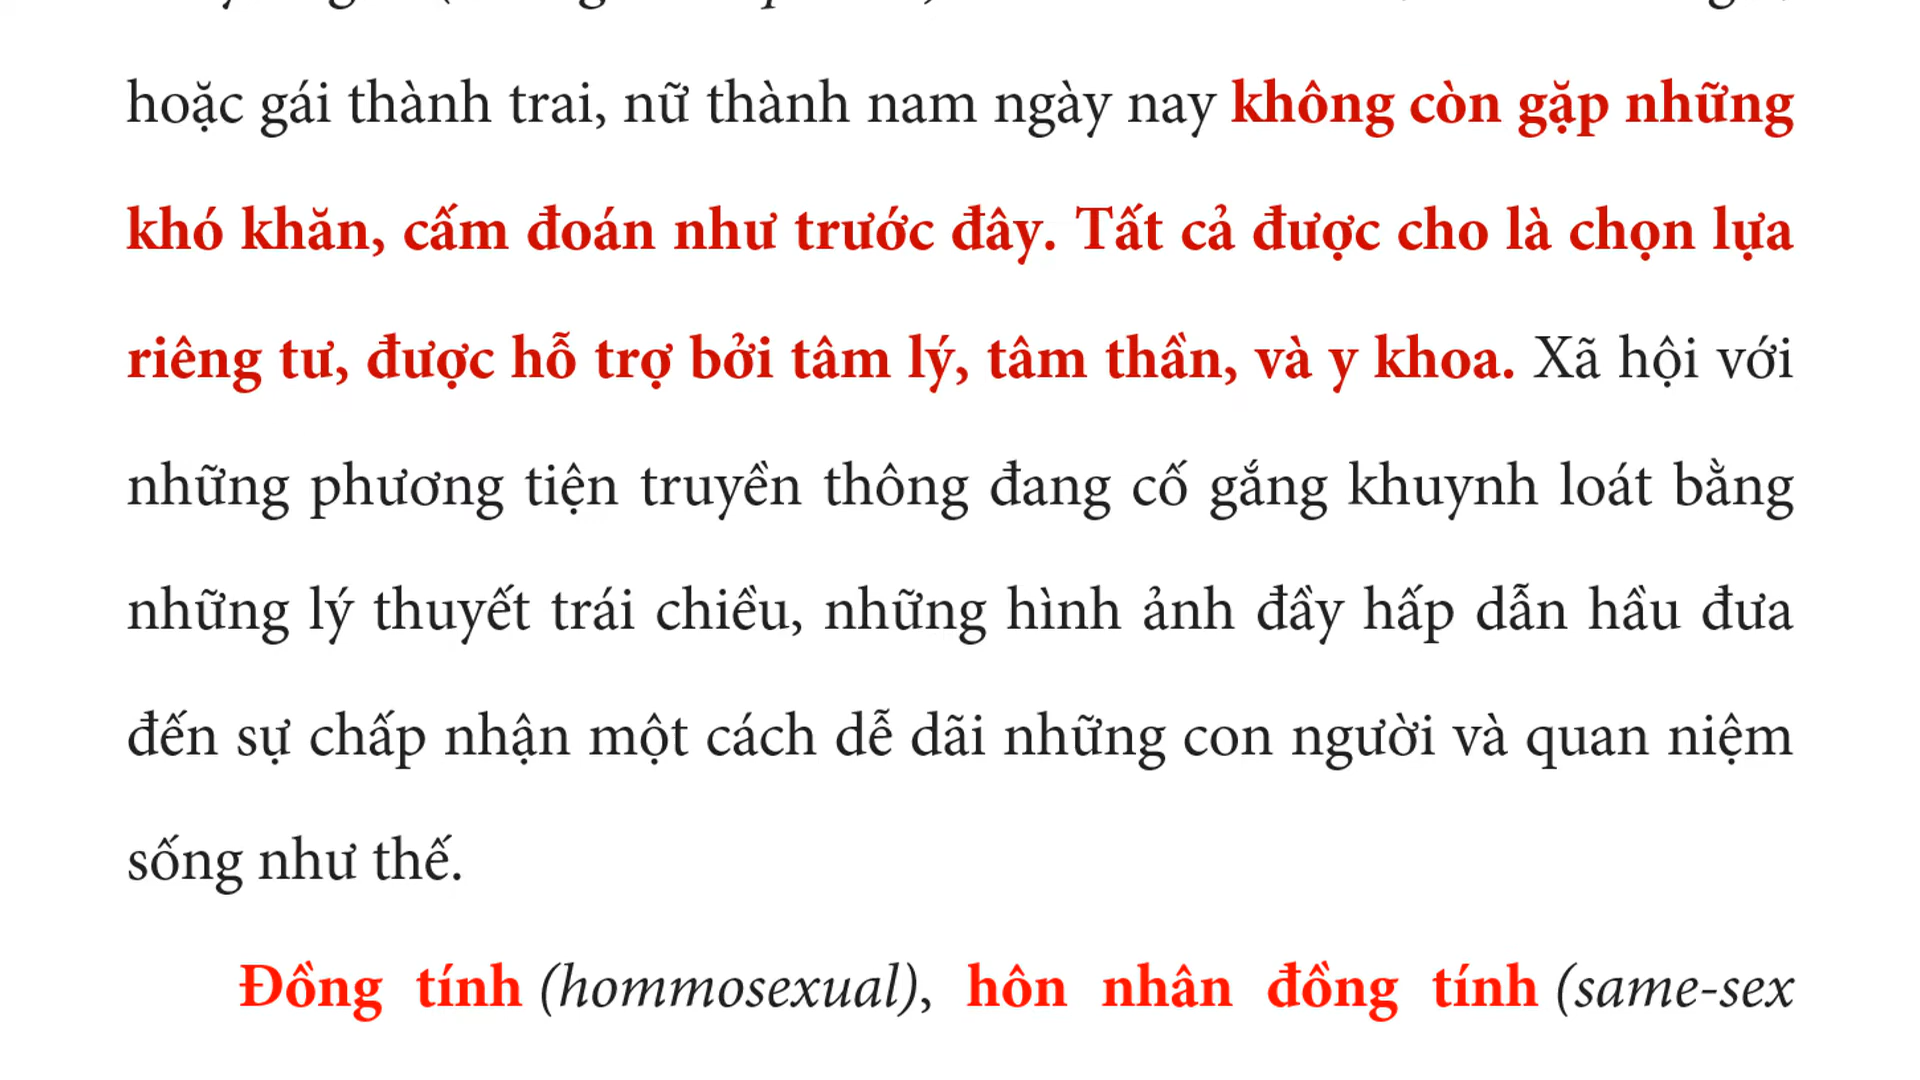 hoặc gái thành trai, nữ thành nam ngày nay không còn gặp những
khó khăn, cấm đoán như trước đây. Tất cả được cho là chọn lựa
riêng tư, được hỗ trợ bởi tâm lý, tâm thần, và y khoa. Xã hội với
những phương tiện truyền thông đang cố gắng khuynh loát bằng
những lý thuyết trái chiều, những hình ảnh đầy hấp dẫn hầu đưa
đến sự chấp nhận một cách dễ dãi những con người và quan niệm
sống như thế.
Đồng tính (hommosexual), hôn nhân đồng tính (same-sex